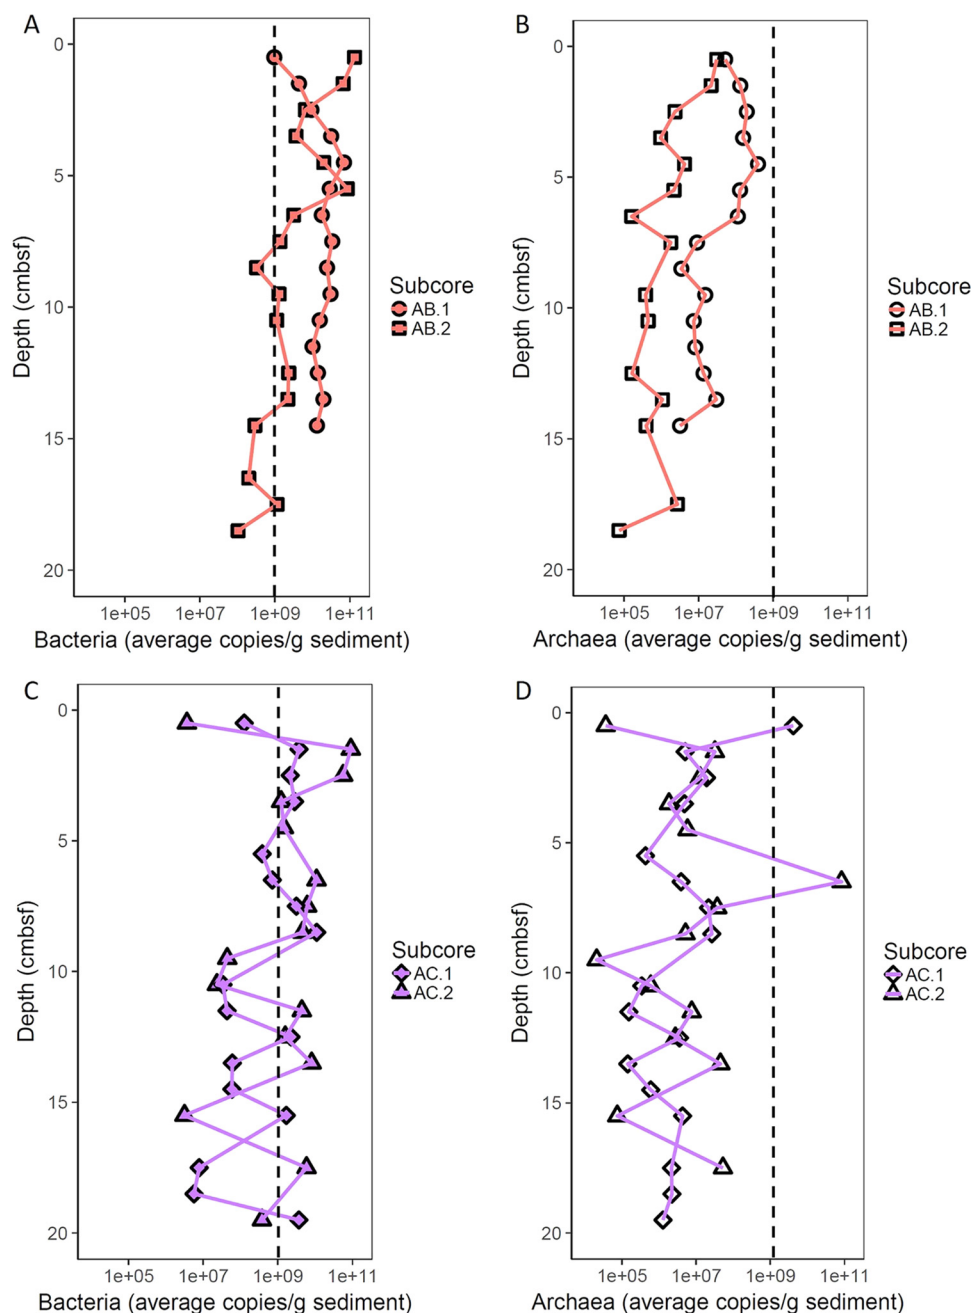 A
0
5
10
15
20
Depth (cmbsf)
1e+05 1e+07 1e+09 1e+11
Bacteria (average copies/g sediment)
Subcore
AB.1
AB.2
B
0
5
10
15
20
Depth (cmbsf)
1e+05 1e+07 1e+09 1e+11
Archaea (average copies/g sediment)
Subcore
AB.1
AB.2
C
0
5
10
15
20
Depth (cmbsf)
1e+05 1e+07 1e+09 1e+11
Bacteria (average copies/g sediment)
Subcore
AC.1
AC.2
D
0
5
10
15
20
Depth (cmbsf)
1e+05 1e+07 1e+09 1e+11
Archaea (average copies/g sediment)
Subcore
AC.1
AC.2